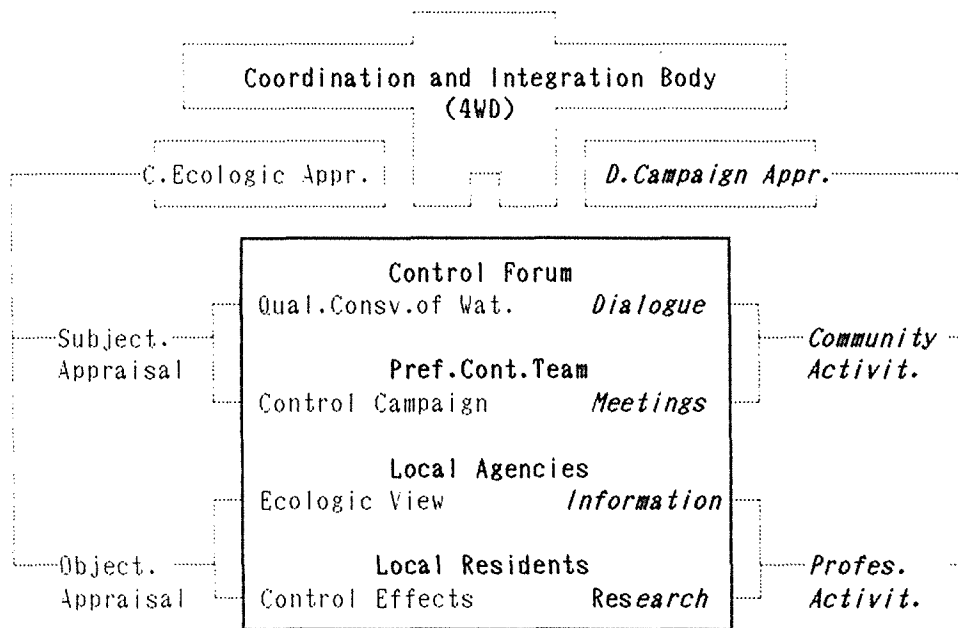 Coordination and Integration Body
(4WD)
C.Ecologic Appr. D.Campaign Appr.
Control Forum
Qual.Consv.of Wat. Dialogue
Subject. Community
Appraisal Pref.Cont.Team Activit.
Control Campaign Meetings
Local Agencies
Ecologic View Information
Object. Local Residents Profes.
Appraisal Control Effects Research Activit.